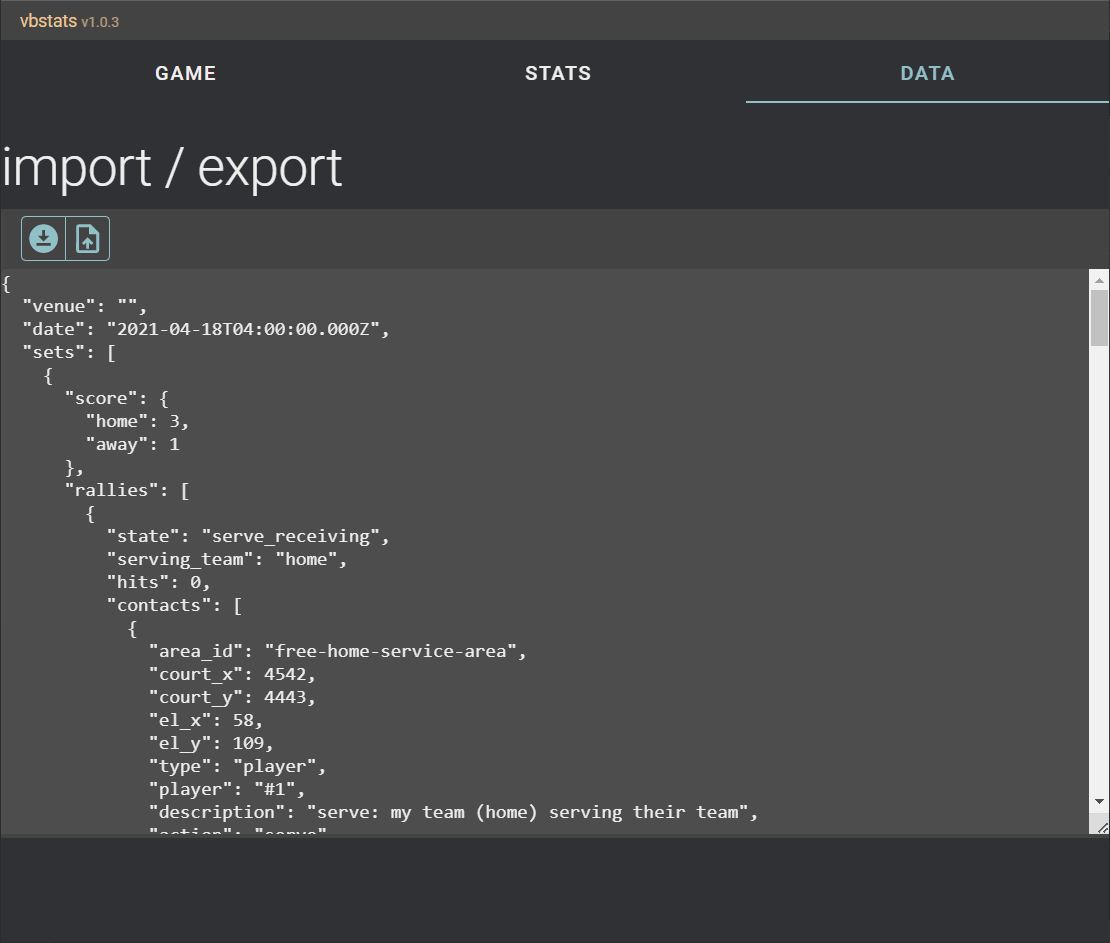 vbstats v1.0.3
GAME STATS DATA
import / export
{
  "venue": "",
  "date": "2021-04-18T04:00:00.000Z",
  "sets": [
    {
      "score": {
        "home": 3,
        "away": 1
      },
      "rallies": [
        {
          "state": "serve_receiving",
          "serving_team": "home",
          "hits": 0,
          "contacts": [
            {
              "area_id": "free-home-service-area",
              "court_x": 4542,
              "court_y": 4443,
              "el_x": 58,
              "el_y": 109,
              "type": "player",
              "player": "#1",
              "description": "serve: my team (home) serving their team",
              "action": "serve"